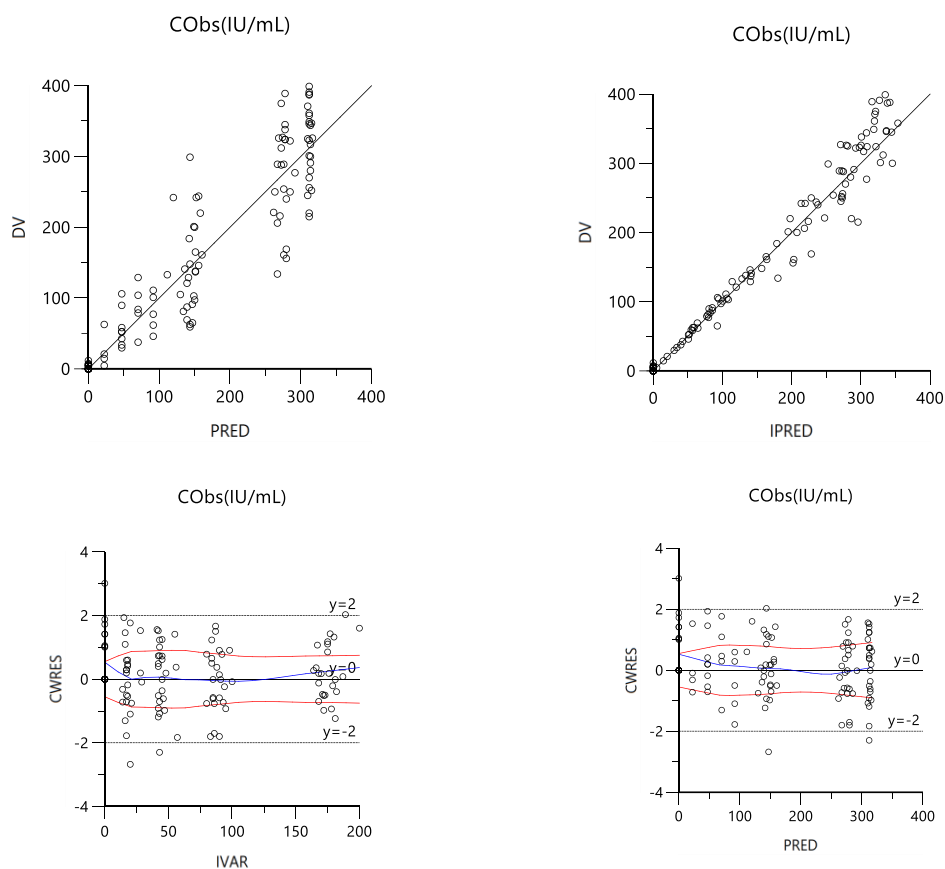 CObs(IU/mL)
400
300
200
100
0
DV
0 100 200 300 400
PRED
CObs(IU/mL)
400
300
200
100
0
DV
0 100 200 300 400
IPRED
CObs(IU/mL)
4
2
0
-2
-4
CWRES
y=2
y=0
y=-2
0 50 100 150 200
IVAR
CObs(IU/mL)
4
2
0
-2
-4
CWRES
y=2
y=0
y=-2
0 100 200 300 400
PRED